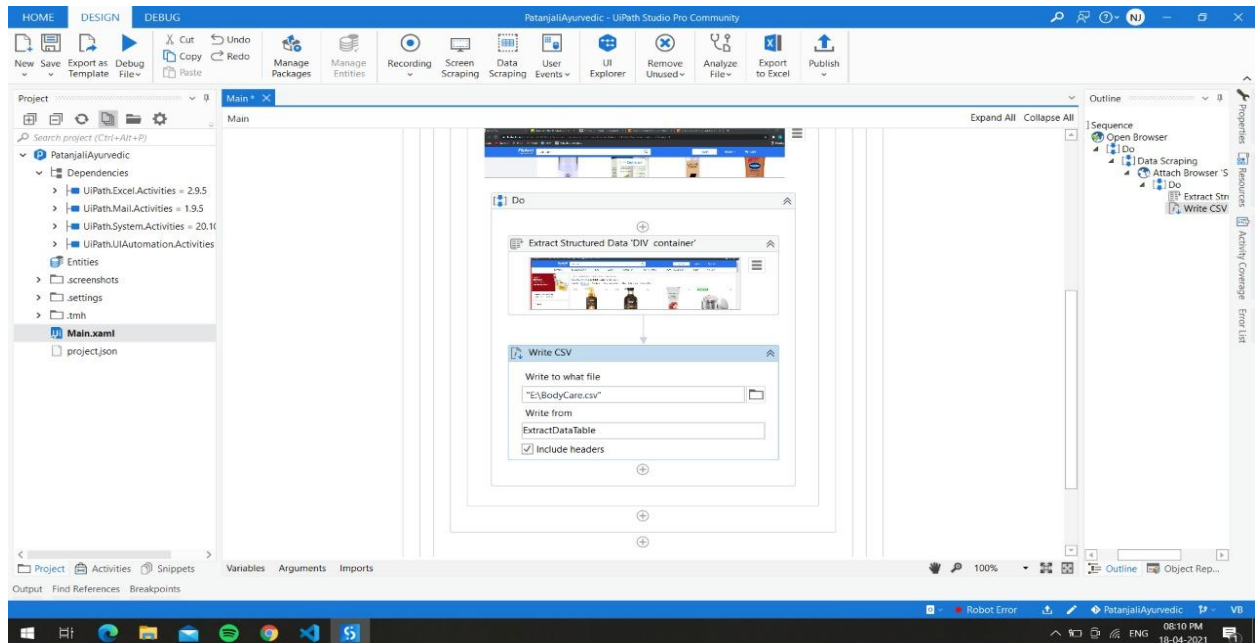 HOME DESIGN DEBUG
PatanjaliAyurvedic - UiPath Studio Pro Community
NJ
New Save Export as Template Debug File
Cut Copy Paste
Undo Redo
Manage Packages
Manage Entities
Recording
Screen Scraping
Data Scraping
User Events
UI Explorer
Remove Unused
Analyze File
Export to Excel
Publish
Project
Search project (Ctrl+Alt+P)
PatanjaliAyurvedic
Dependencies
UiPath.Excel.Activities = 2.9.5
UiPath.Mail.Activities = 1.9.5
UiPath.System.Activities = 20.1(
UiPath.UIAutomation.Activities
Entities
.screenshots
.settings
.tmh
Main.xaml
project.json
Project Activities Snippets
Main*
Main Expand All Collapse All
Do
Extract Structured Data 'DIV container'
Write CSV
Write to what file
"E:\BodyCare.csv"
Write from
ExtractDataTable
Include headers
Variables Arguments Imports 100%
Outline
Sequence
Open Browser
Do
Data Scraping
Attach Browser 'S
Do
Extract Stru
Write CSV
Outline Object Rep...
Properties
Resources
Activity Coverage
Error List
Output Find References Breakpoints
Robot Error PatanjaliAyurvedic VB
ENG 08:10 PM
18-04-2021